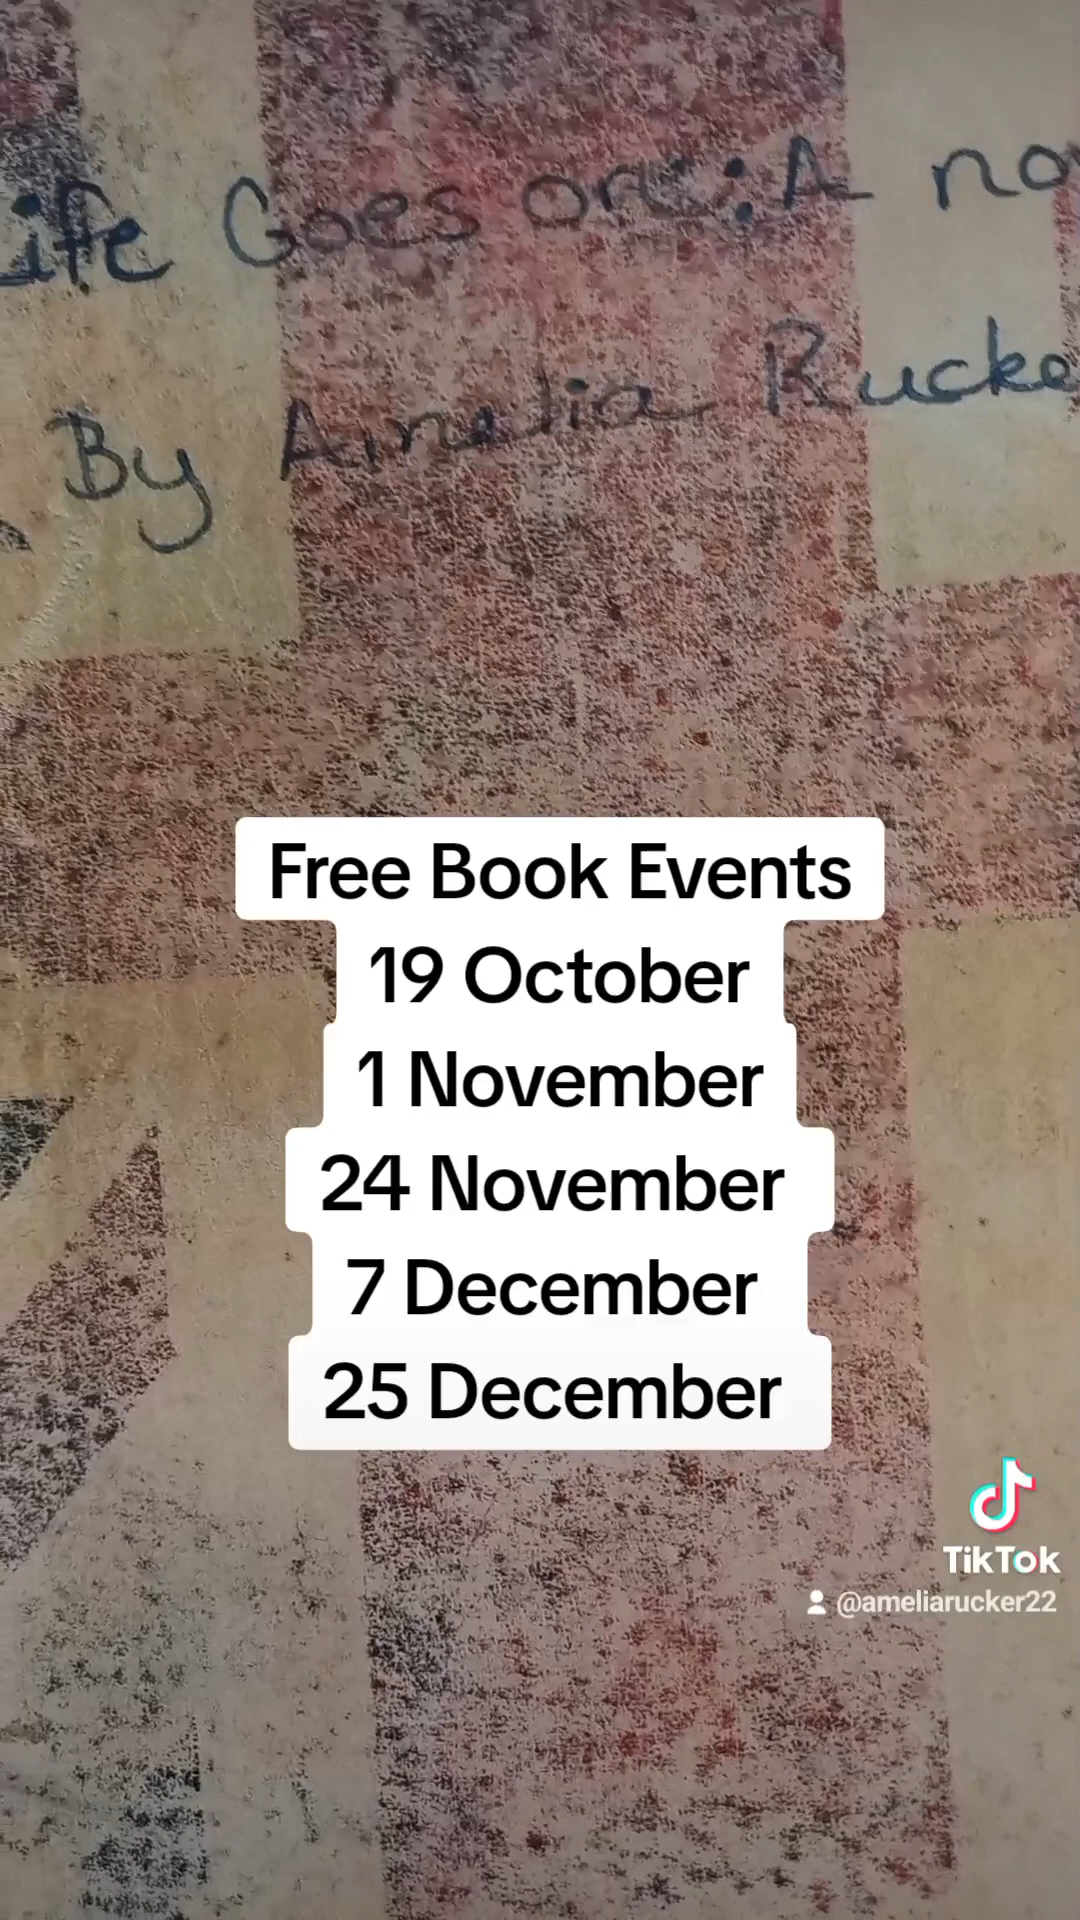 ife Goes on: A no
By Amelia Rucke
Free Book Events
19 October
1 November
24 November
7 December
25 December
TikTok
@ameliarucker22